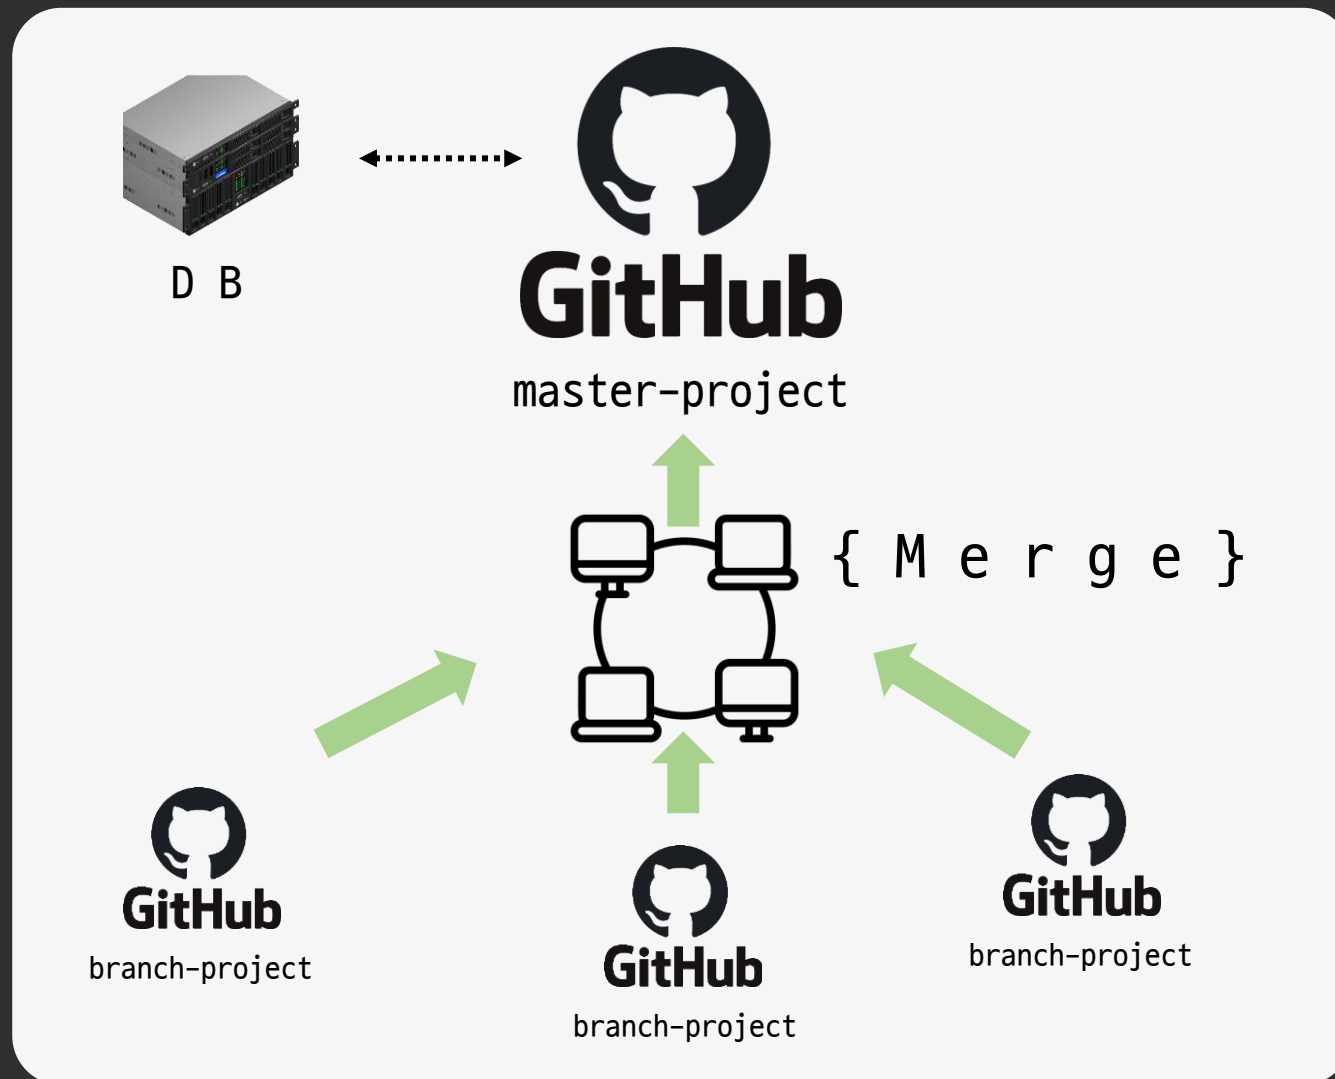 D B
GitHub
master-project
{ M e r g e }
GitHub
branch-project
GitHub
branch-project
GitHub
branch-project